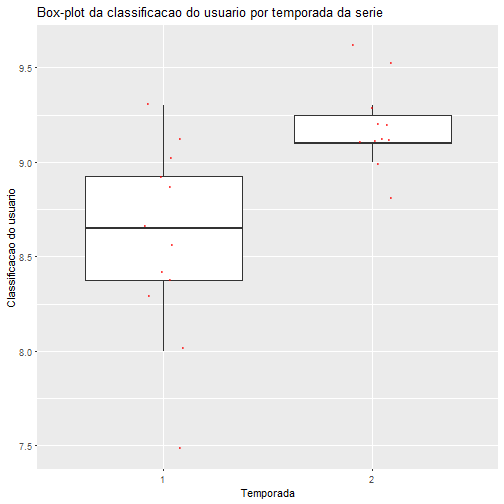 Box-plot da classificacao do usuario por temporada da serie
Classificacao do usuario
9.5
9.0
8.5
8.0
7.5
1
2
Temporada